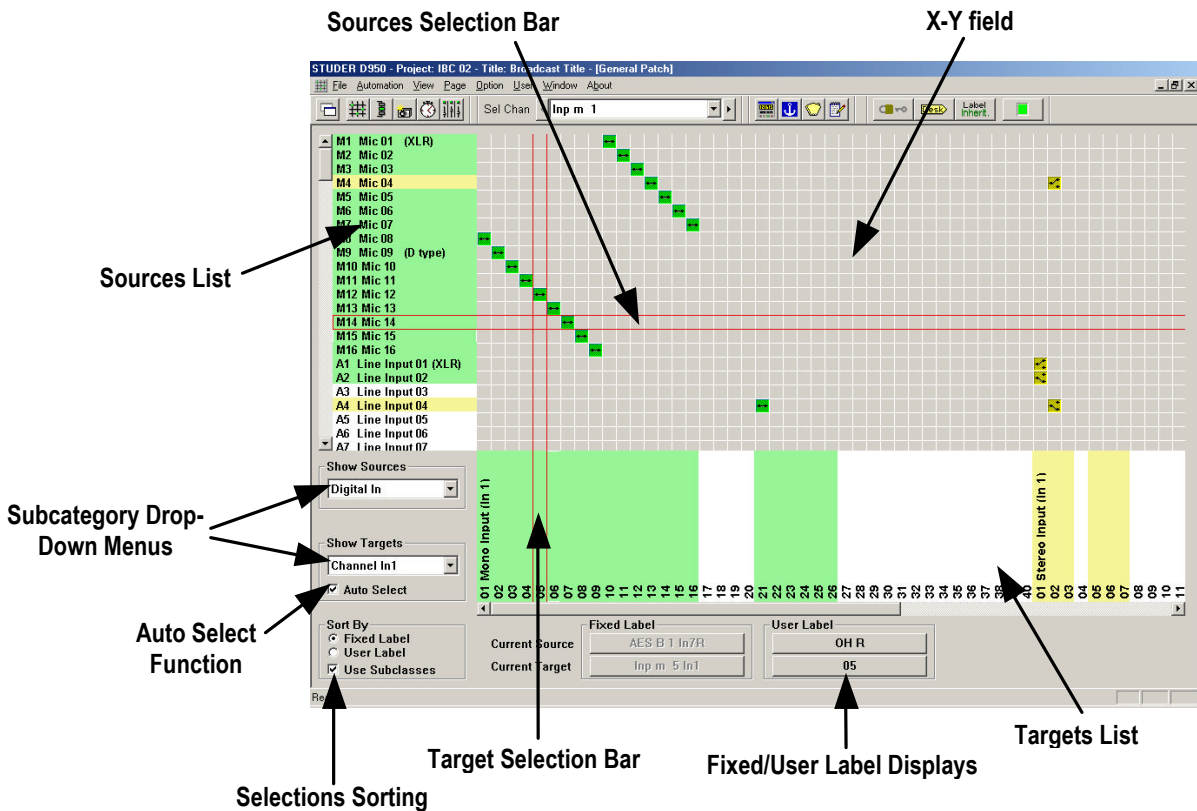 Sources Selection Bar
X-Y field
STUDER D950 - Project: IBC 02 - Title: Broadcast Title - [General Patch]
File Automation View Page Option User Window About
Sel Chan Inp m 1 Desk Label Inherit.
M1 Mic 01 (XLR)
M2 Mic 02
M3 Mic 03
M4 Mic 04
M5 Mic 05
M6 Mic 06
M7 Mic 07
Mic 08
M9 Mic 09 (D type)
M10 Mic 10
M11 Mic 11
M12 Mic 12
M13 Mic 13
M14 Mic 14
M15 Mic 15
M16 Mic 16
A1 Line Input 01 (XLR)
A2 Line Input 02
A3 Line Input 03
A4 Line Input 04
A5 Line Input 05
A6 Line Input 06
A7 Line Input 07
Sources List
Show Sources
Digital In
Subcategory Drop-
Down Menus
Show Targets
Channel In1
Auto Select
Auto Select
Function
01 Mono Input (In 1)
02
03
04
05
06
07
08
09
10
11
12
13
14
15
16
17
18
19
20
21
22
23
24
25
26
27
28
29
30
31
32
33
34
35
36
37
38
40
01 Stereo Input (In 1)
02
03
04
05
06
07
08
09
10
11
Sort By
Fixed Label
User Label
Use Subclasses
Fixed Label User Label
Current Source AES B 1 In7R OH R
Current Target Inp m 5 In1 05
Targets List
Target Selection Bar
Fixed/User Label Displays
Selections Sorting